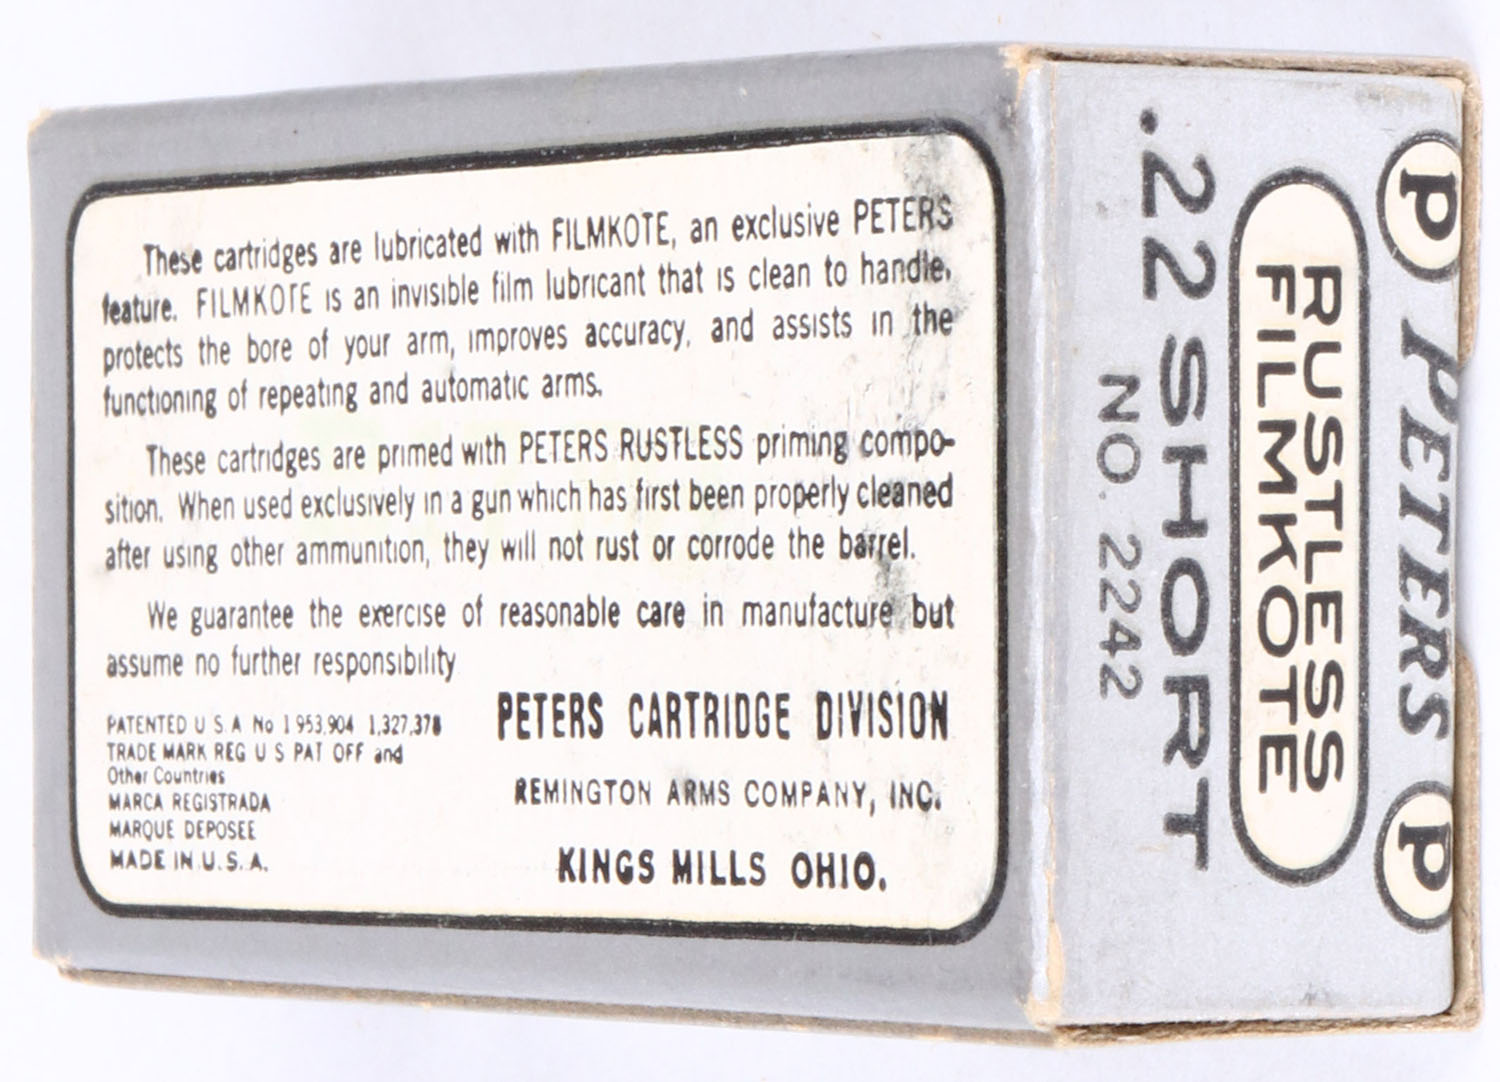 These cartridges are lubricated with FILMKOTE, an exclusive PETERS
feature. FILMKOTE is an invisible film lubricant that is clean to handle,
protects the bore of your arm, improves accuracy, and assists in the
functioning of repeating and automatic arms.
These cartridges are primed with PETERS RUSTLESS priming compo-
sition. When used exclusively in a gun which has first been properly cleaned
after using other ammunition, they will not rust or corrode the barrel.
We guarantee the exercise of reasonable care in manufacture but
assume no further responsibility
PATENTED U S A No 1 953,904 1,327,378
TRADE MARK REG U S PAT OFF and
Other Countries
MARCA REGISTRADA
MARQUE DEPOSEE
MADE IN U. S. A.
PETERS CARTRIDGE DIVISION
REMINGTON ARMS COMPANY, INC.
KINGS MILLS OHIO.
P PETERS P
RUSTLESS
FILMKOTE
.22 SHORT
NO. 2242